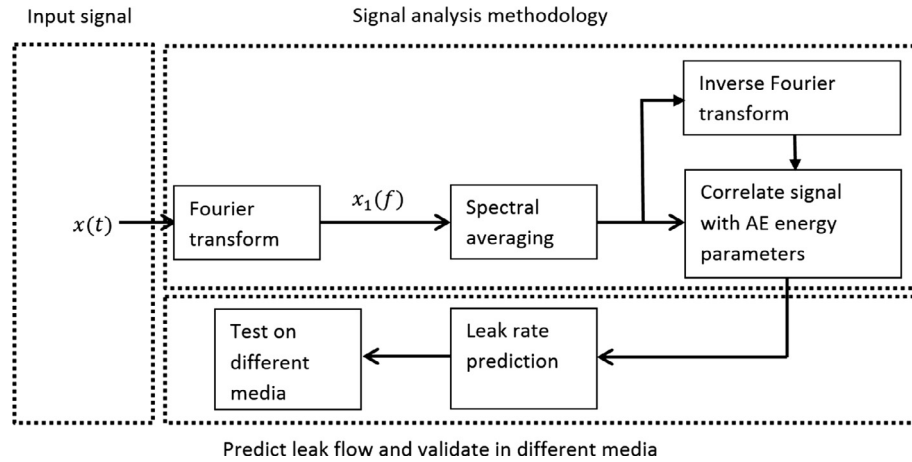 Input signal
Signal analysis methodology
Inverse Fourier
transform
x(t)
Fourier
transform
x₁(f)
Spectral
averaging
Correlate signal
with AE energy
parameters
Test on
different
media
Leak rate
prediction
Predict leak flow and validate in different media